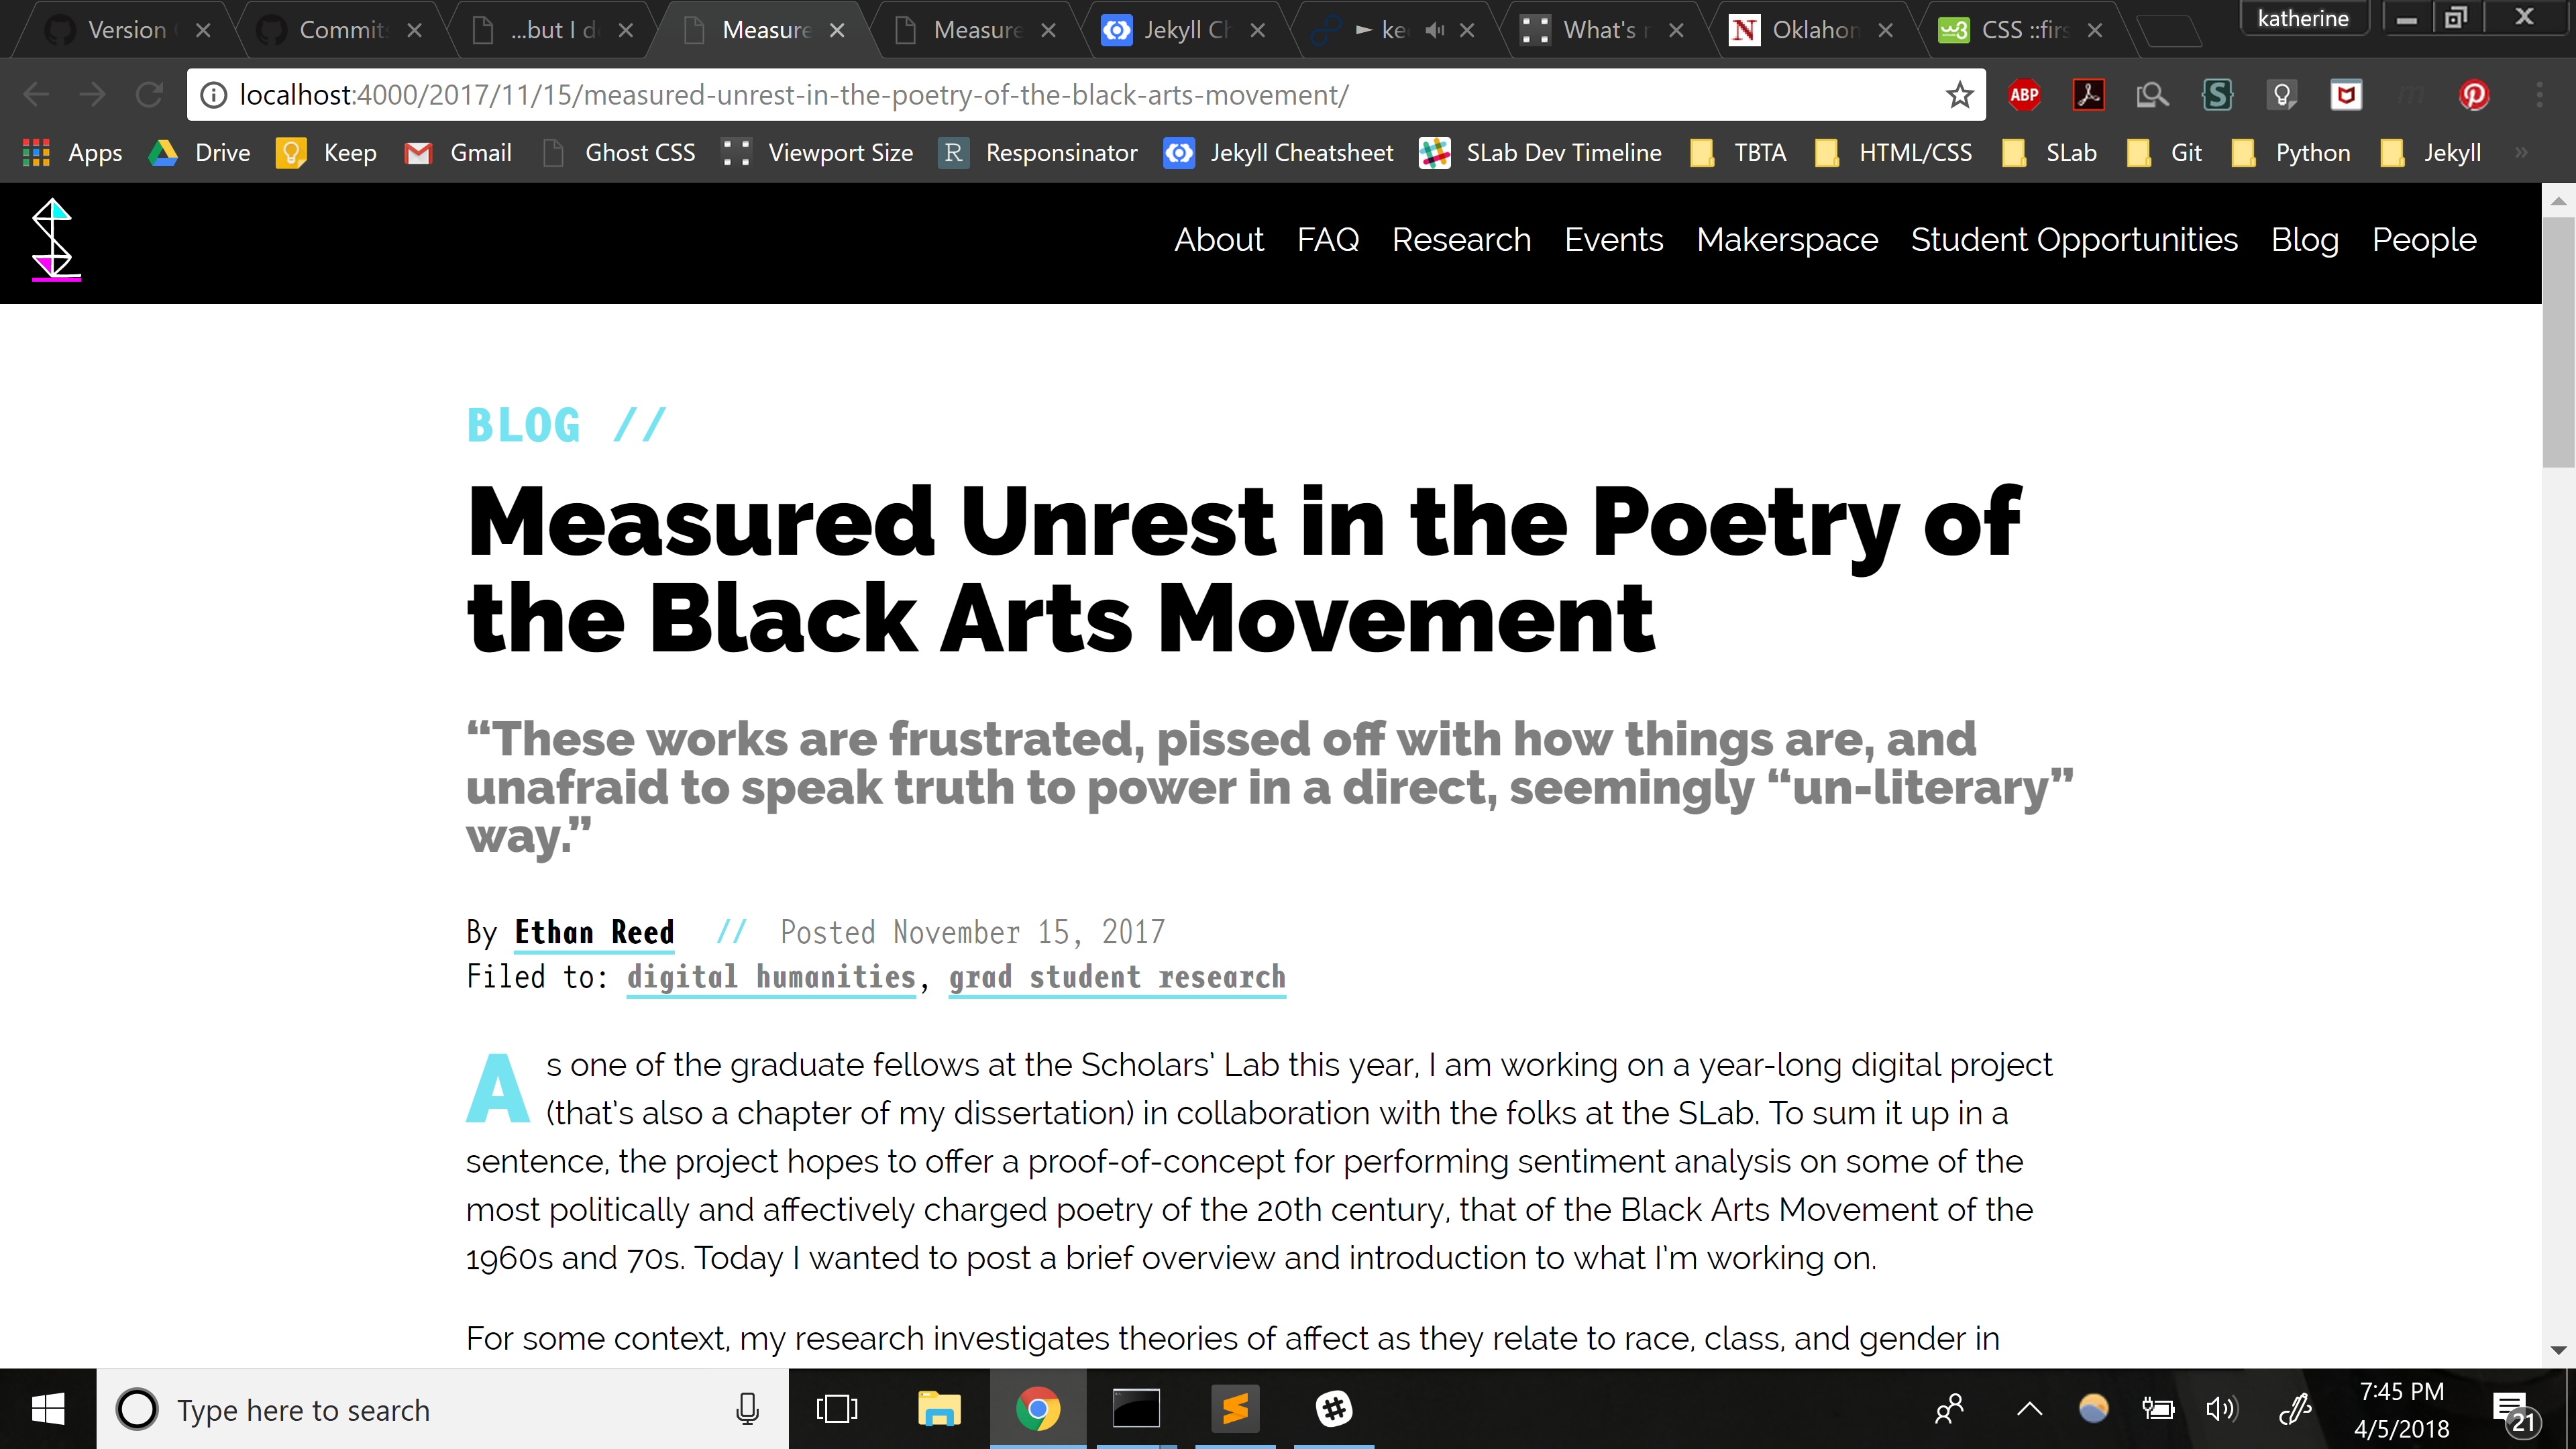 Version
Commits
...but I d
Measure
Measure
Jekyll Ch
► ke
What's
Oklahom
CSS ::firs
katherine
localhost:4000/2017/11/15/measured-unrest-in-the-poetry-of-the-black-arts-movement/
ABP
Apps Drive Keep Gmail Ghost CSS Viewport Size R Responsinator Jekyll Cheatsheet SLab Dev Timeline TBTA HTML/CSS SLab Git Python Jekyll »
About FAQ Research Events Makerspace Student Opportunities Blog People
BLOG //
Measured Unrest in the Poetry of
the Black Arts Movement
“These works are frustrated, pissed off with how things are, and
unafraid to speak truth to power in a direct, seemingly “un-literary”
way.”
By Ethan Reed // Posted November 15, 2017
Filed to: digital humanities, grad student research
As one of the graduate fellows at the Scholars’ Lab this year, I am working on a year-long digital project
(that’s also a chapter of my dissertation) in collaboration with the folks at the SLab. To sum it up in a
sentence, the project hopes to offer a proof-of-concept for performing sentiment analysis on some of the
most politically and affectively charged poetry of the 20th century, that of the Black Arts Movement of the
1960s and 70s. Today I wanted to post a brief overview and introduction to what I’m working on.
For some context, my research investigates theories of affect as they relate to race, class, and gender in
Type here to search
7:45 PM
4/5/2018
21